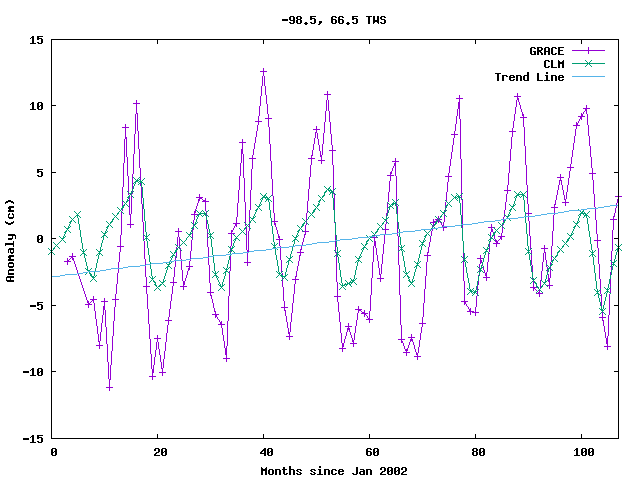 -98.5, 66.5 TWS
15
10
5
0
-5
-10
-15
Anomaly (cm)
GRACE
CLM
Trend Line
0 20 40 60 80 100
Months since Jan 2002